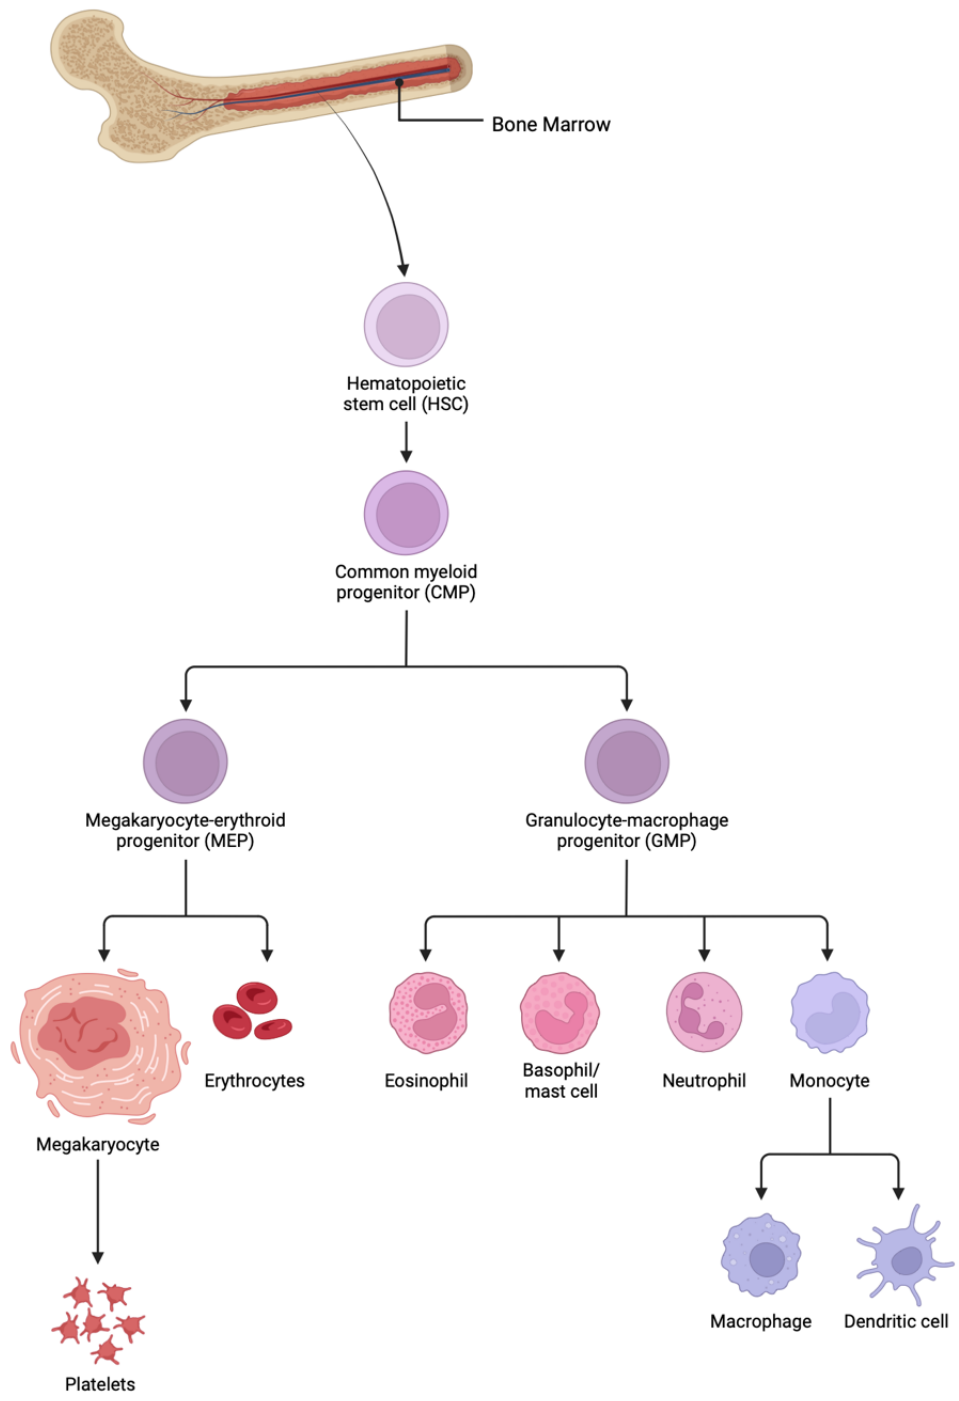 Bone Marrow
Hematopoietic
stem cell (HSC)
Common myeloid
progenitor (CMP)
Megakaryocyte-erythroid
progenitor (MEP)
Granulocyte-macrophage
progenitor (GMP)
Megakaryocyte
Erythrocytes
Eosinophil
Basophil/
mast cell
Neutrophil
Monocyte
Platelets
Macrophage
Dendritic cell